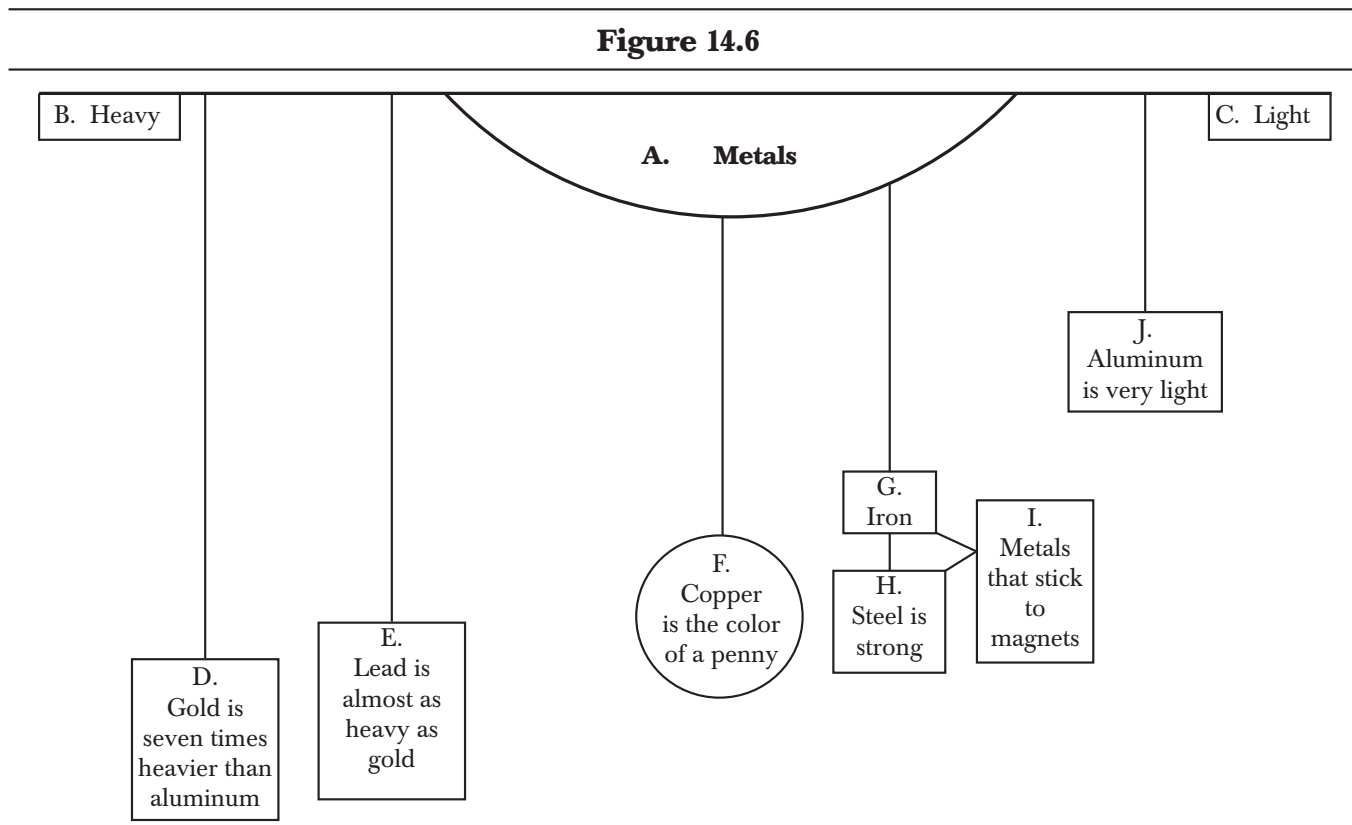 Figure 14.6
B. Heavy
C. Light
A. Metals
D.
Gold is
seven times
heavier than
aluminum
E.
Lead is
almost as
heavy as
gold
F.
Copper
is the color
of a penny
G.
Iron
H.
Steel is
strong
I.
Metals
that stick
to
magnets
J.
Aluminum
is very light